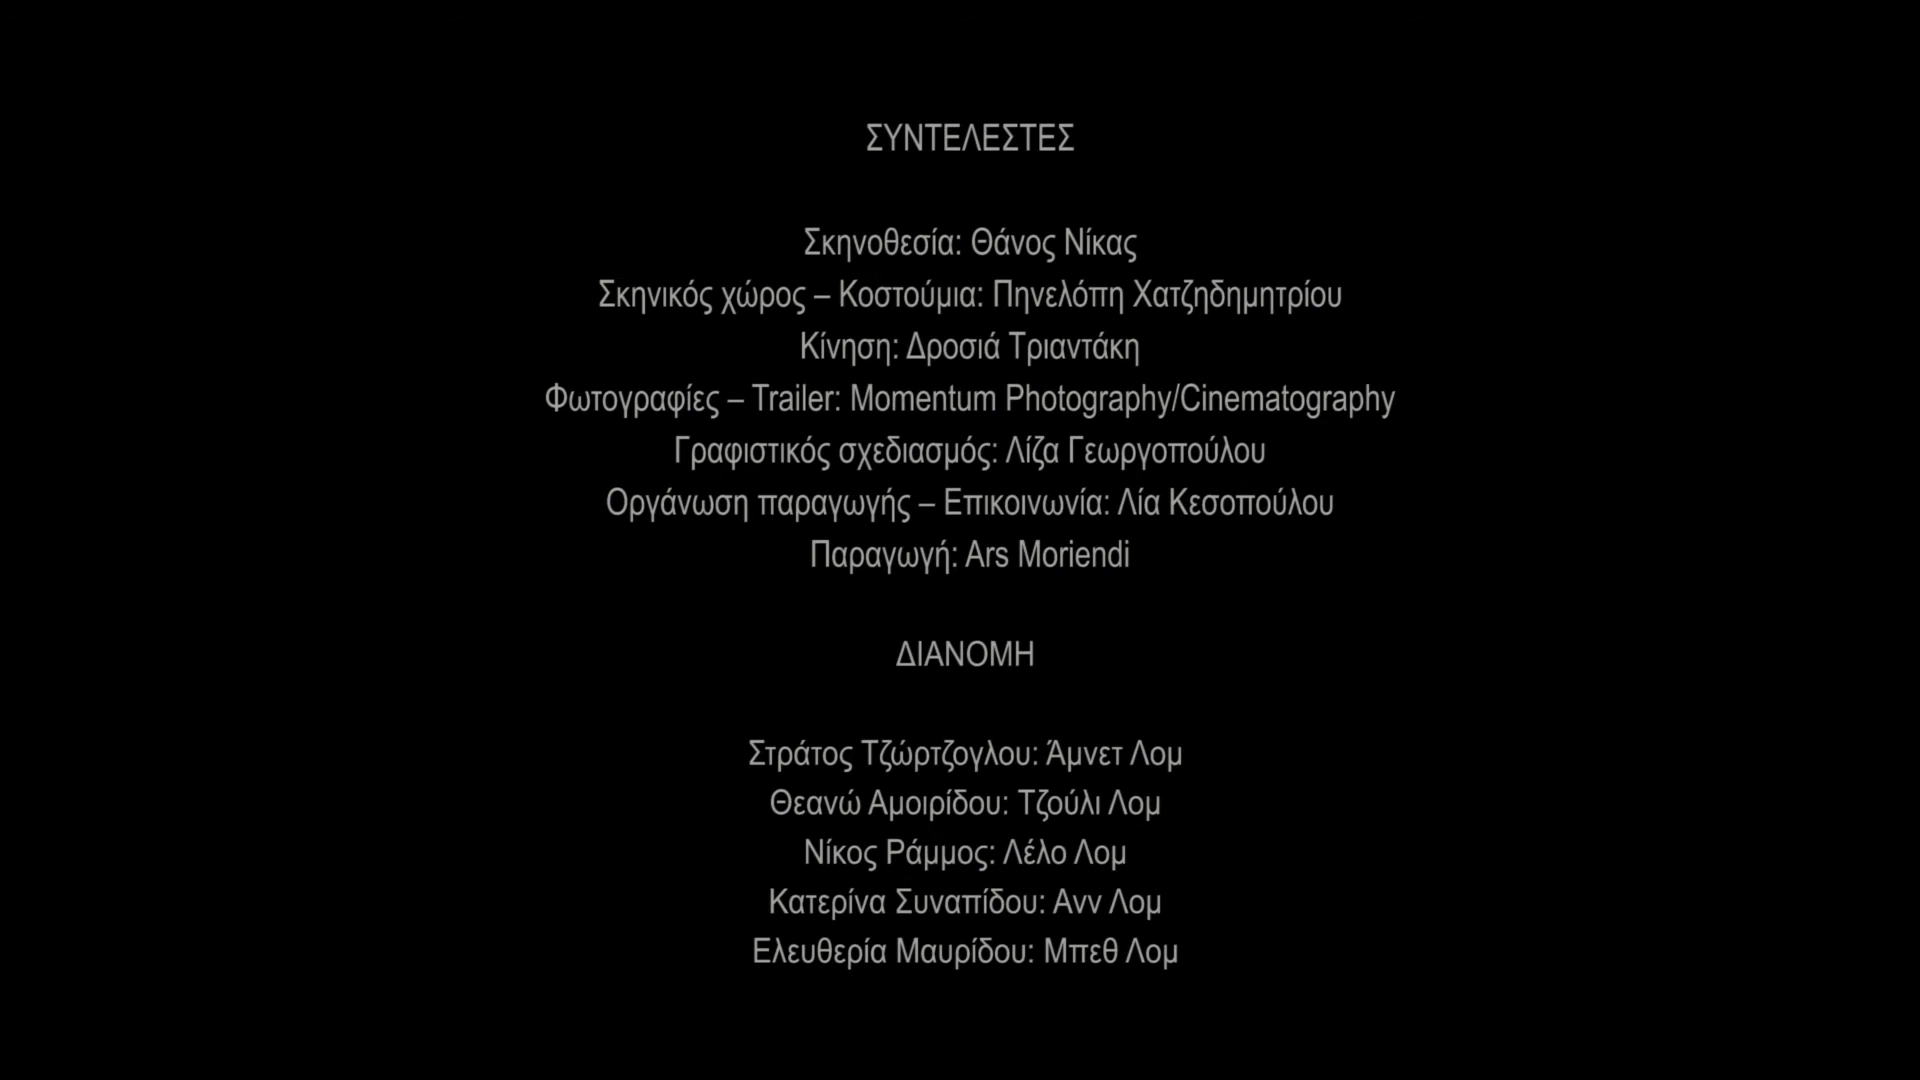 ΣΥΝΤΕΛΕΣΤΕΣ
Σκηνοθεσία: Θάνος Νίκας
Σκηνικός χώρος – Κοστούμια: Πηνελόπη Χατζηδημητρίου
Κίνηση: Δροσιά Τριαντάκη
Φωτογραφίες – Trailer: Momentum Photography/Cinematography
Γραφιστικός σχεδιασμός: Λίζα Γεωργοπούλου
Οργάνωση παραγωγής – Επικοινωνία: Λία Κεσοπούλου
Παραγωγή: Ars Moriendi
ΔΙΑΝΟΜΗ
Στράτος Τζώρτζογλου: Άμνετ Λομ
Θεανώ Αμοιρίδου: Τζούλι Λομ
Νίκος Ράμμος: Λέλο Λομ
Κατερίνα Συναπίδου: Ανν Λομ
Ελευθερία Μαυρίδου: Μπεθ Λομ